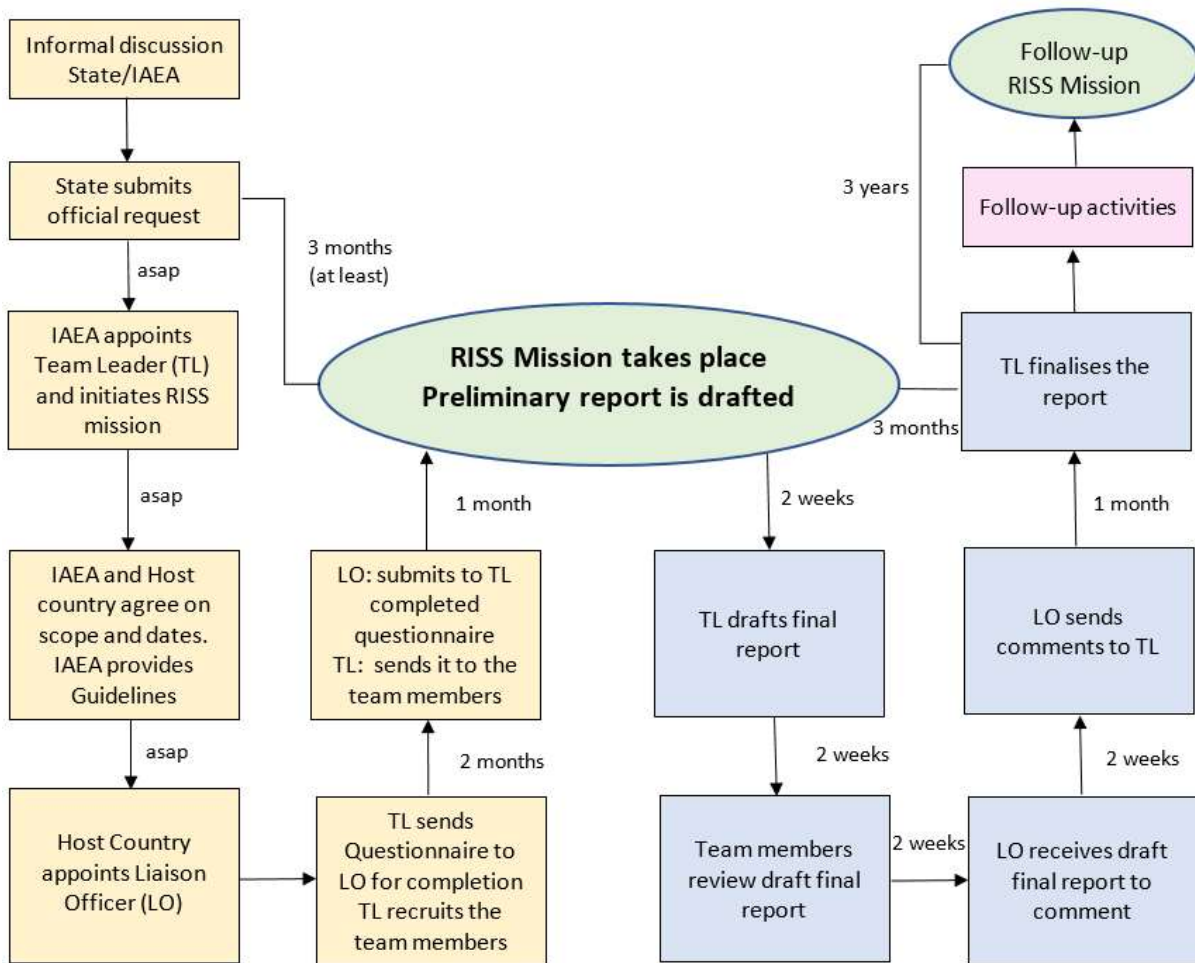 Informal discussion
State/IAEA
State submits
official request
asap
3 months
(at least)
IAEA appoints
Team Leader (TL)
and initiates RISS
mission
asap
IAEA and Host
country agree on
scope and dates.
IAEA provides
Guidelines
asap
Host Country
appoints Liaison
Officer (LO)
TL sends
Questionnaire to
LO for completion
TL recruits the
team members
2 months
LO: submits to TL
completed
questionnaire
TL: sends it to the
team members
1 month
RISS Mission takes place
Preliminary report is drafted
2 weeks
TL drafts final
report
2 weeks
Team members
review draft final
report
2 weeks
LO receives draft
final report to
comment
2 weeks
LO sends
comments to TL
1 month
3 months
TL finalises the
report
Follow-up activities
3 years
Follow-up
RISS Mission